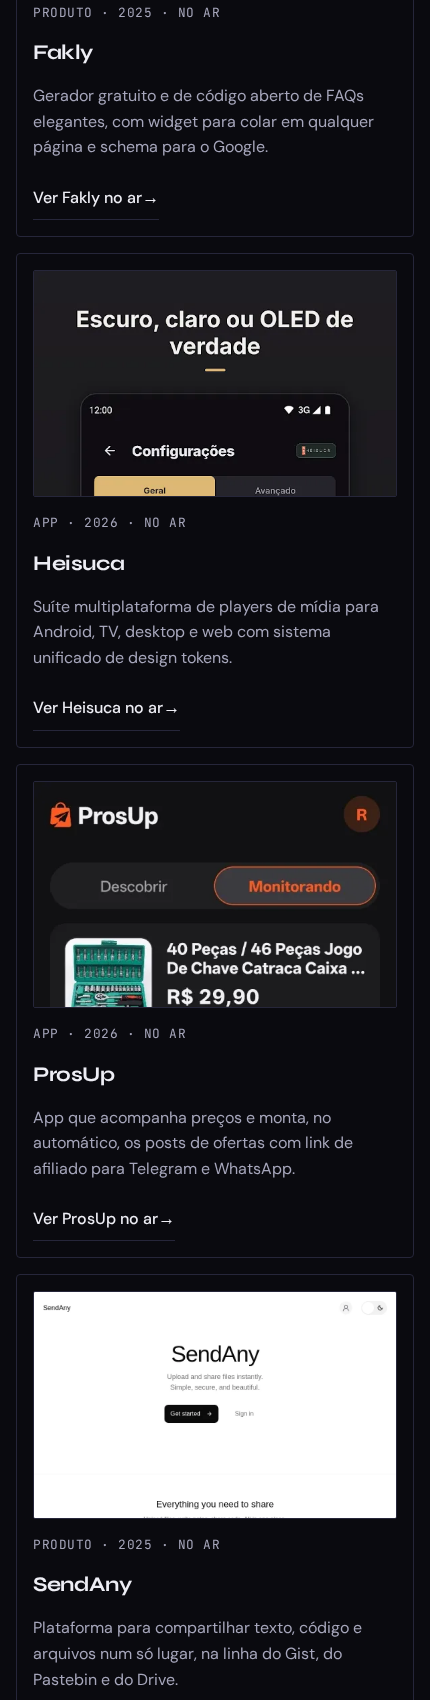 PRODUTO · 2025 · NO AR
Fakly
Gerador gratuito e de código aberto de FAQs
elegantes, com widget para colar em qualquer
página e schema para o Google.
Ver Fakly no ar→
Escuro, claro ou OLED de
verdade
12:00
3G
Configurações
HEISUCA
Geral
Avançado
APP · 2026 · NO AR
Heisuca
Suíte multiplataforma de players de mídia para
Android, TV, desktop e web com sistema
unificado de design tokens.
Ver Heisuca no ar→
ProsUp
R
Descobrir
Monitorando
40 Peças / 46 Peças Jogo
De Chave Catraca Caixa ...
R$ 29,90
APP · 2026 · NO AR
ProsUp
App que acompanha preços e monta, no
automático, os posts de ofertas com link de
afiliado para Telegram e WhatsApp.
Ver ProsUp no ar→
SendAny
SendAny
Upload and share files instantly.
Simple, secure, and beautiful.
Get started →
Sign in
Everything you need to share
PRODUTO · 2025 · NO AR
SendAny
Plataforma para compartilhar texto, código e
arquivos num só lugar, na linha do Gist, do
Pastebin e do Drive.